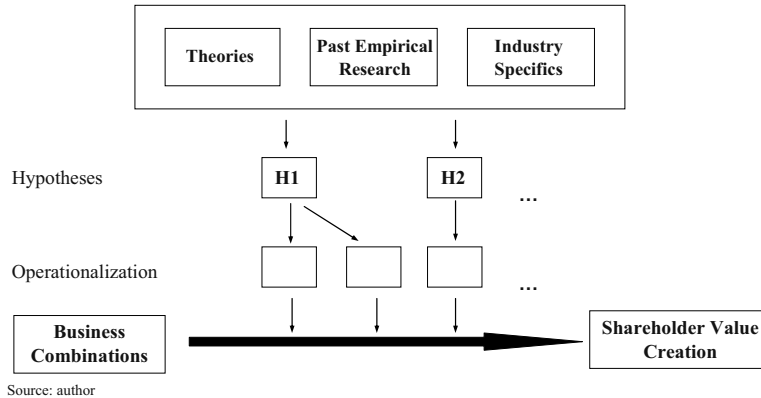 Theories
Past Empirical
Research
Industry
Specifics
Hypotheses
H1
H2
...
Operationalization
...
Business
Combinations
Shareholder Value
Creation
Source: author